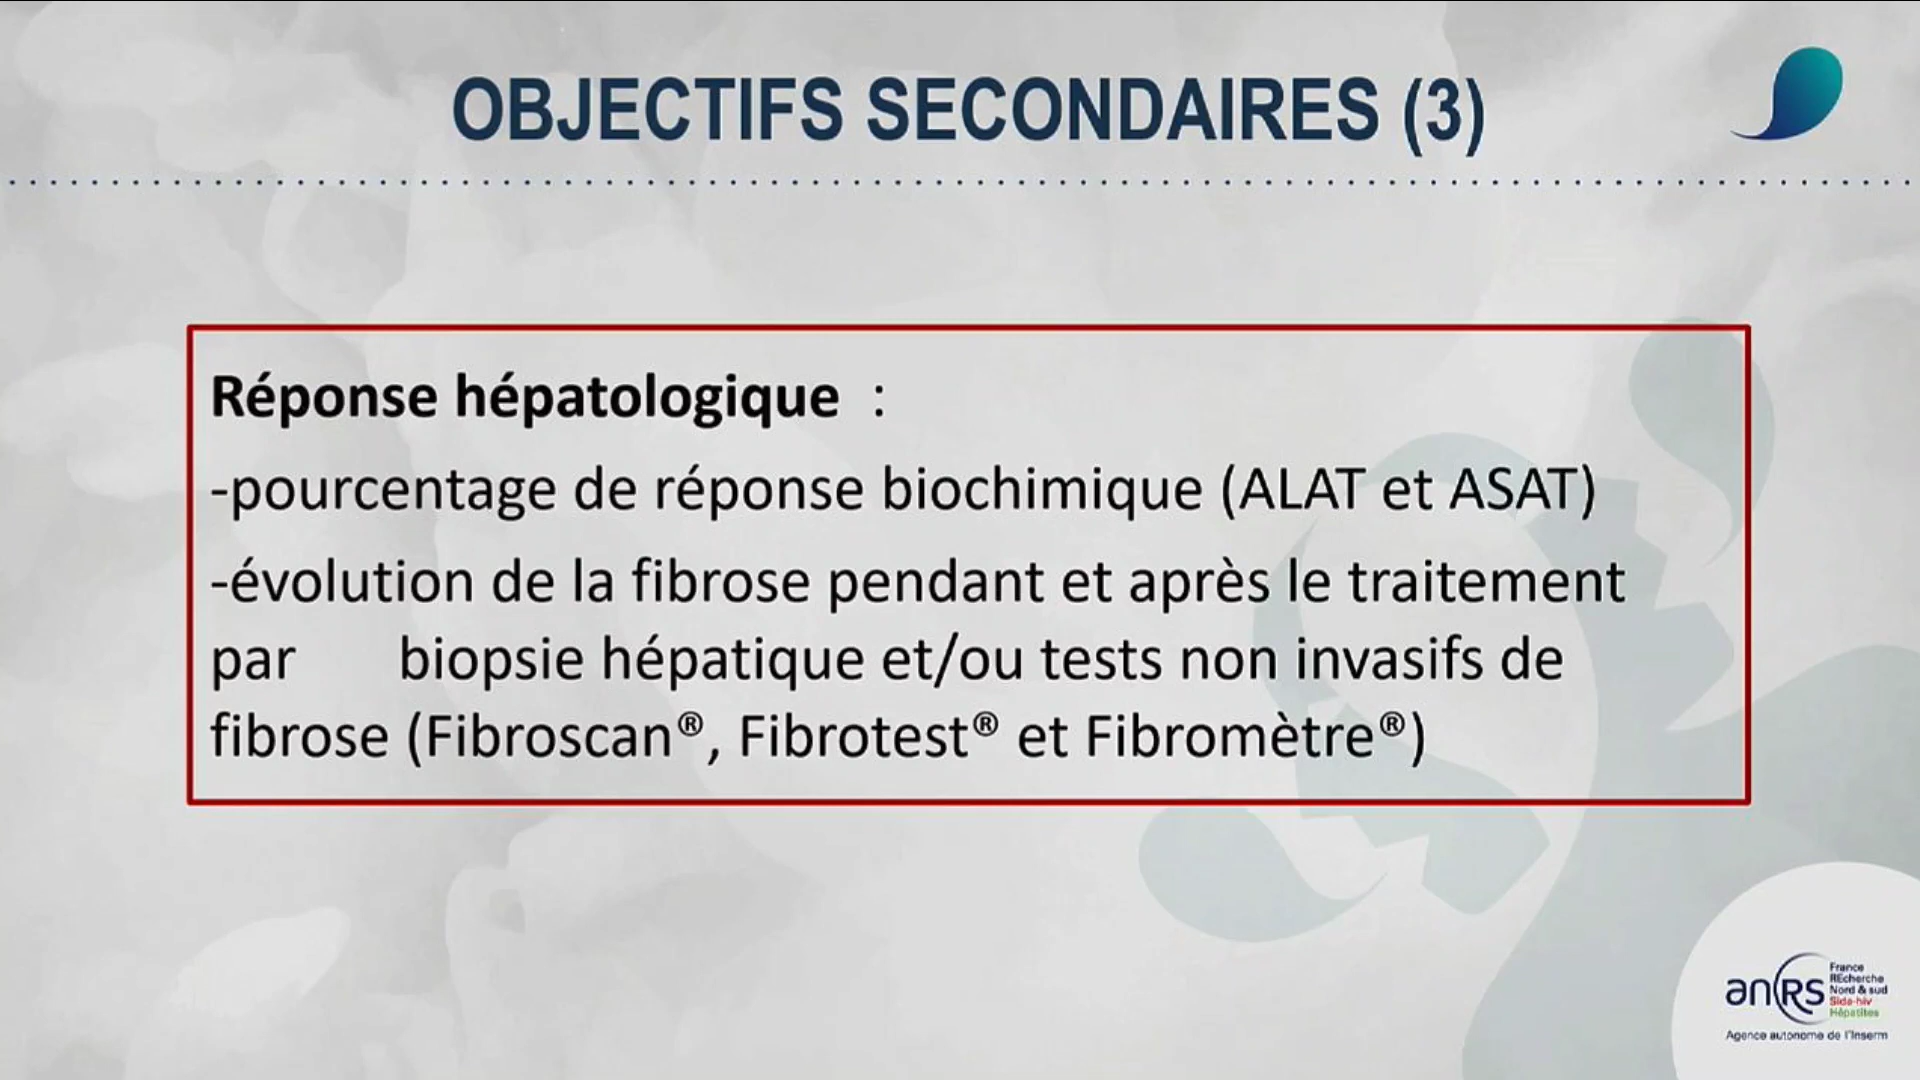 OBJECTIFS SECONDAIRES (3)
Réponse hépatologique :
-pourcentage de réponse biochimique (ALAT et ASAT)
-évolution de la fibrose pendant et après le traitement
par biopsie hépatique et/ou tests non invasifs de
fibrose (Fibroscan®, Fibrotest® et Fibromètre®)
anRS
France
REcherche
Nord & sud
Sida-hiv
Hépatites
Agence autonome de l'Inserm